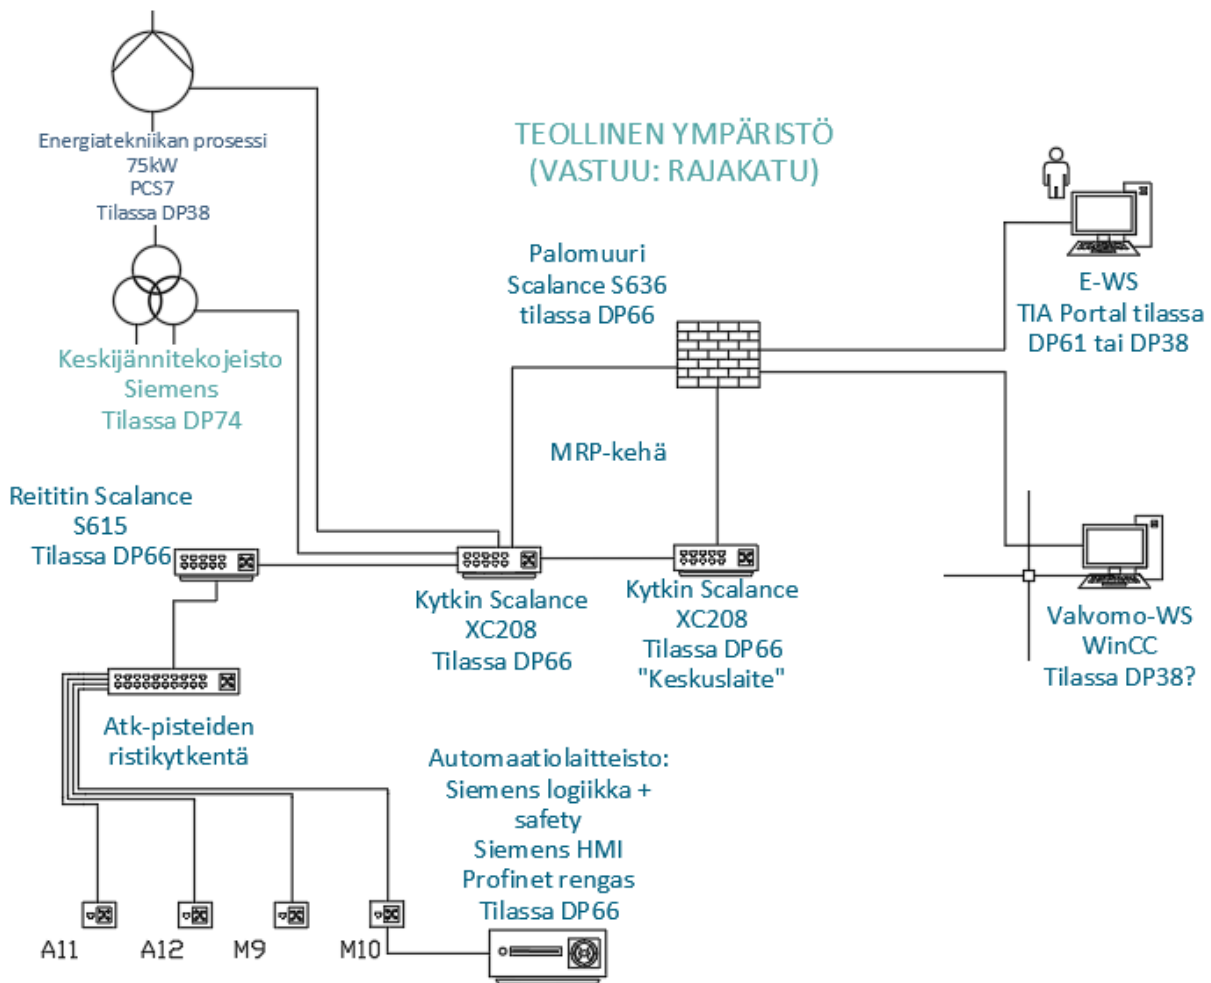 Energiatekniikan prosessi
75kW
PCS7
Tilassa DP38
TEOLLINEN YMPÄRISTÖ
(VASTUU: RAJAKATU)
Palomuuri
Scalance S636
tilassa DP66
E-WS
TIA Portal tilassa
DP61 tai DP38
Keskijännitekojeisto
Siemens
Tilassa DP74
MRP-kehä
Reititin Scalance
S615
Tilassa DP66
Kytkin Scalance
XC208
Tilassa DP66
Kytkin Scalance
XC208
Tilassa DP66
"Keskuslaite"
Valvomo-WS
WinCC
Tilassa DP38?
Atk-pisteiden
ristikytkentä
Automaatiolaitteisto:
Siemens logiikka +
safety
Siemens HMI
Profinet rengas
Tilassa DP66
A11
A12
M9
M10